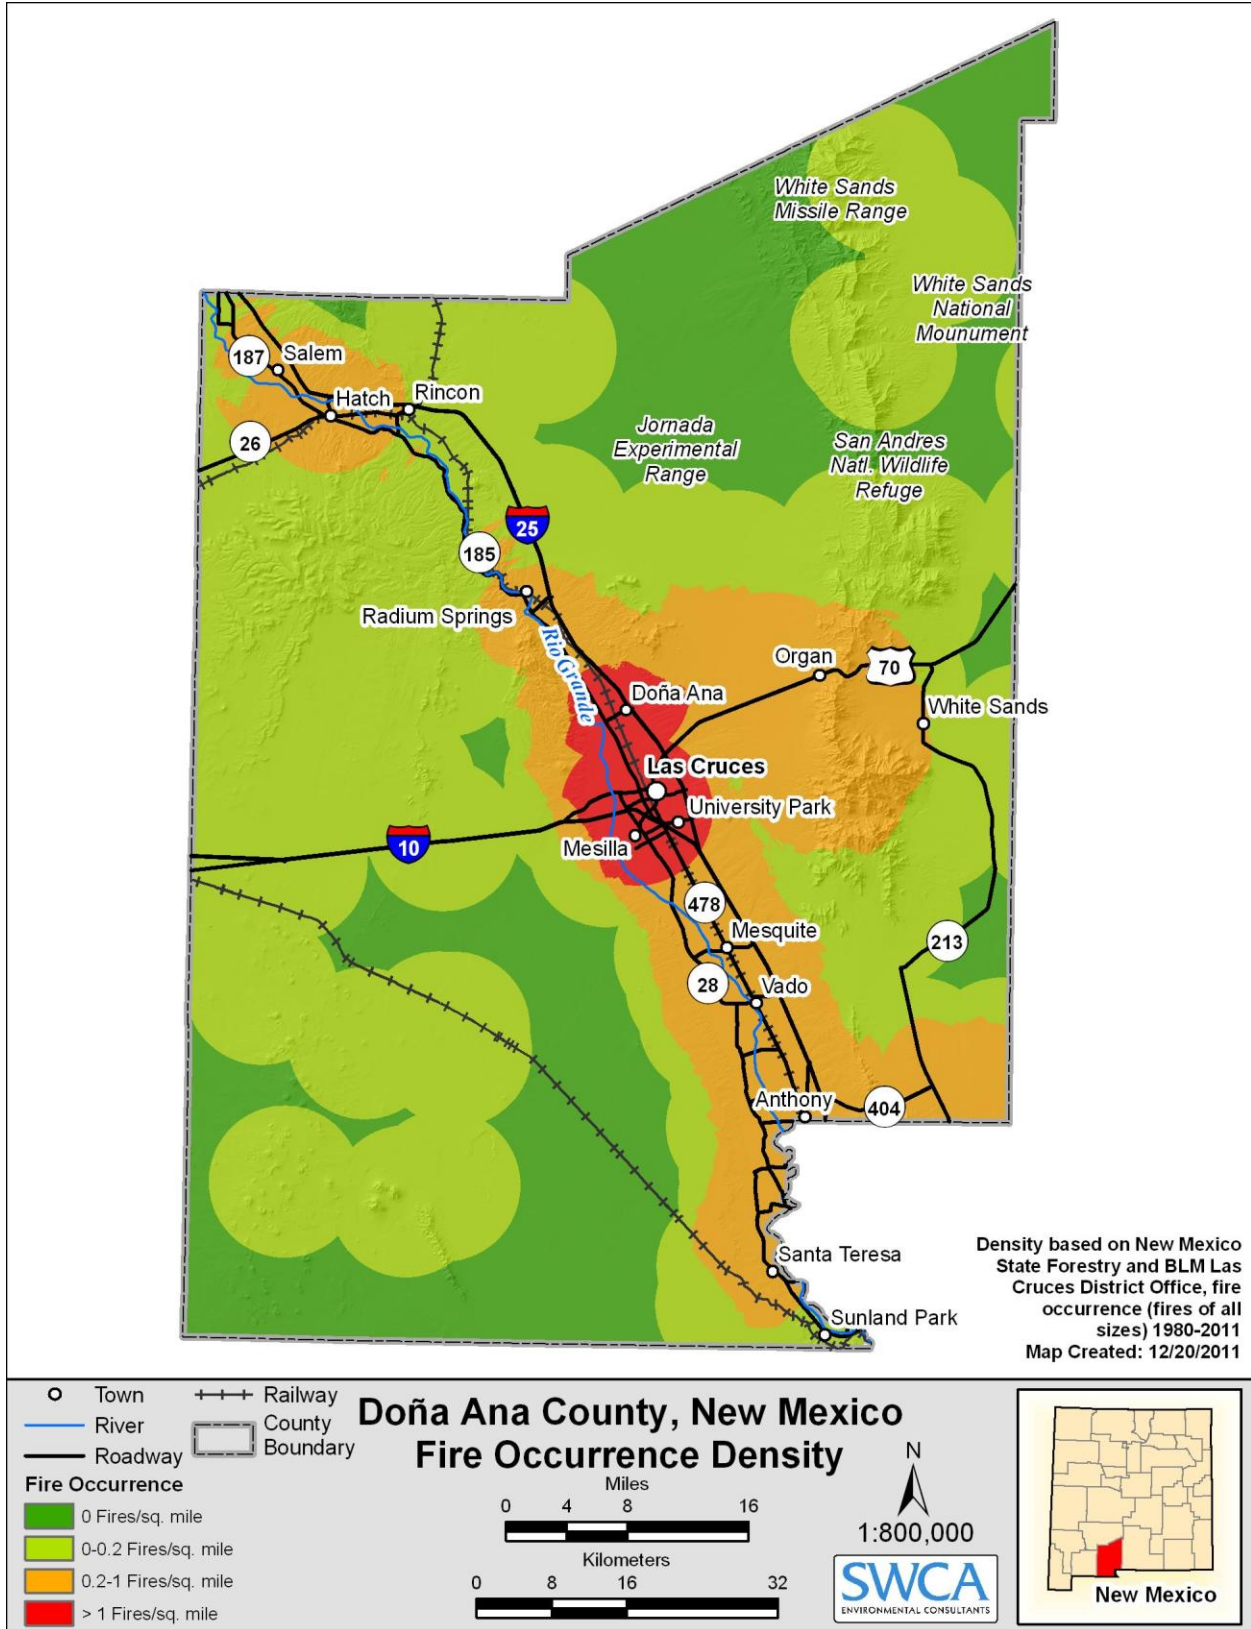 White Sands
Missile Range
White Sands
National
Mounument
187
Salem
Hatch
Rincon
26
Jornada
Experimental
Range
San Andres
Natl. Wildlife
Refuge
25
185
Radium Springs
Rio Grande
Organ
70
Doña Ana
White Sands
Las Cruces
University Park
10
Mesilla
478
Mesquite
213
28
Vado
Anthony
404
Santa Teresa
Sunland Park
Density based on New Mexico
State Forestry and BLM Las
Cruces District Office, fire
occurrence (fires of all
sizes) 1980-2011
Map Created: 12/20/2011
Town
River
Roadway
Railway
County
Boundary
Fire Occurrence
0 Fires/sq. mile
0-0.2 Fires/sq. mile
0.2-1 Fires/sq. mile
> 1 Fires/sq. mile
Doña Ana County, New Mexico
Fire Occurrence Density
Miles
0 4 8 16
Kilometers
0 8 16 32
N
1:800,000
SWCA
ENVIRONMENTAL CONSULTANTS
New Mexico